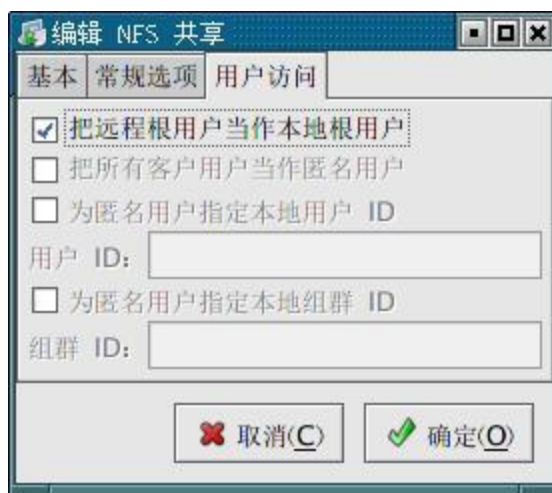 编辑 NFS 共享
基本 常规选项 用户访问
把远程根用户当作本地根用户
把所有客户用户当作匿名用户
为匿名用户指定本地用户 ID
用户 ID:
为匿名用户指定本地组群 ID
组群 ID:
取消(C) 确定(O)